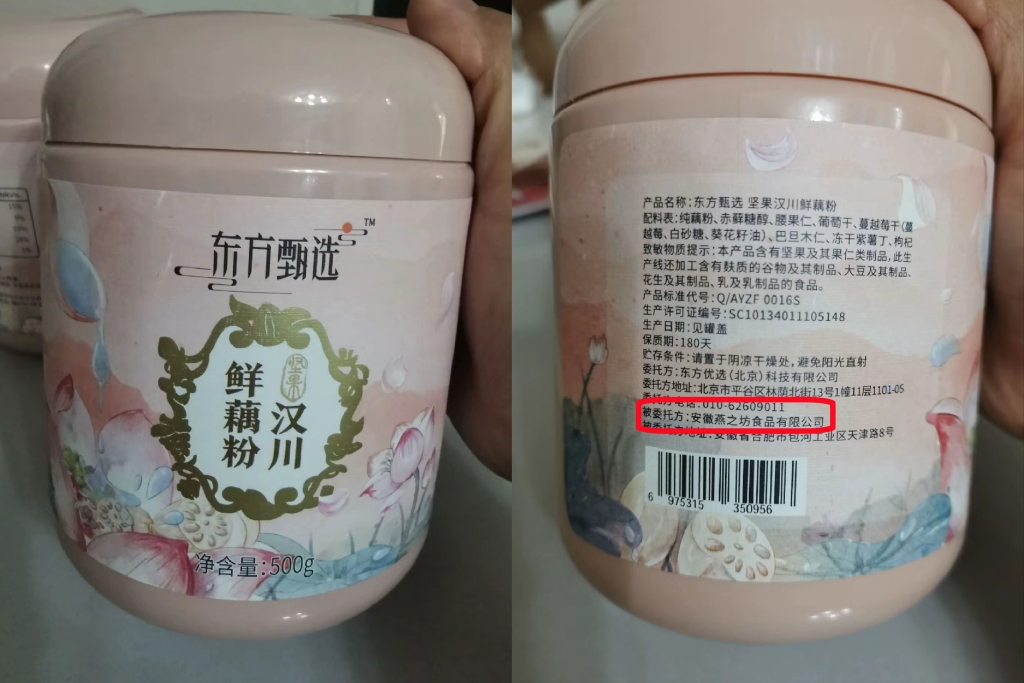 东方甄选
TM
坚果
鲜藕粉
汉川
净含量:500g
产品名称:东方甄选 坚果汉川鲜藕粉
配料表:纯藕粉、赤藓糖醇、腰果仁、葡萄干、蔓越莓干(蔓
越莓、白砂糖、葵花籽油)、巴旦木仁、冻干紫薯丁、枸杞
致敏物质提示:本产品含有坚果及其果仁类制品,此生
产线还加工含有麸质的谷物及其制品、大豆及其制品、
花生及其制品、乳及乳制品的食品。
产品标准代号:Q/AYZF 0016S
生产许可证编号:SC10134011105148
生产日期:见罐盖
保质期:180天
贮存条件:请置于阴凉干燥处,避免阳光直射
委托方:东方优选(北京)科技有限公司
委托方地址:北京市平谷区林荫北街13号1幢11层1101-05
委托方电话:010-62609011
被委托方:安徽燕之坊食品有限公司
被委托方地址:安徽省合肥市包河工业区天津路8号
6 975315 350956